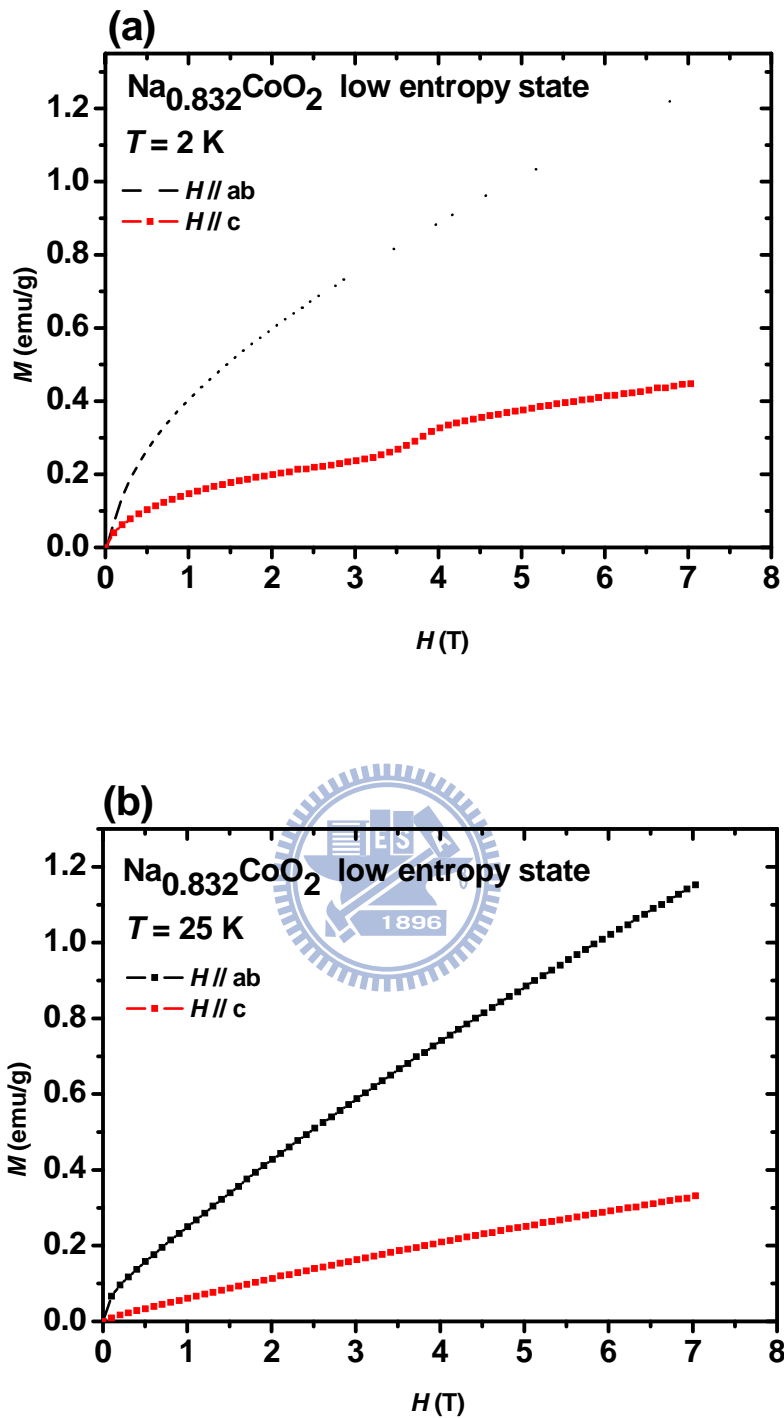 (a)
Na0.832CoO2 low entropy state
T = 2 K
H // ab
H // c
1.2
1.0
0.8
0.6
0.4
0.2
0.0
M (emu/g)
0 1 2 3 4 5 6 7 8
H (T)
(b)
Na0.832CoO2 low entropy state
T = 25 K
H // ab
H // c
1.2
1.0
0.8
0.6
0.4
0.2
0.0
M (emu/g)
0 1 2 3 4 5 6 7 8
H (T)
E S
1896